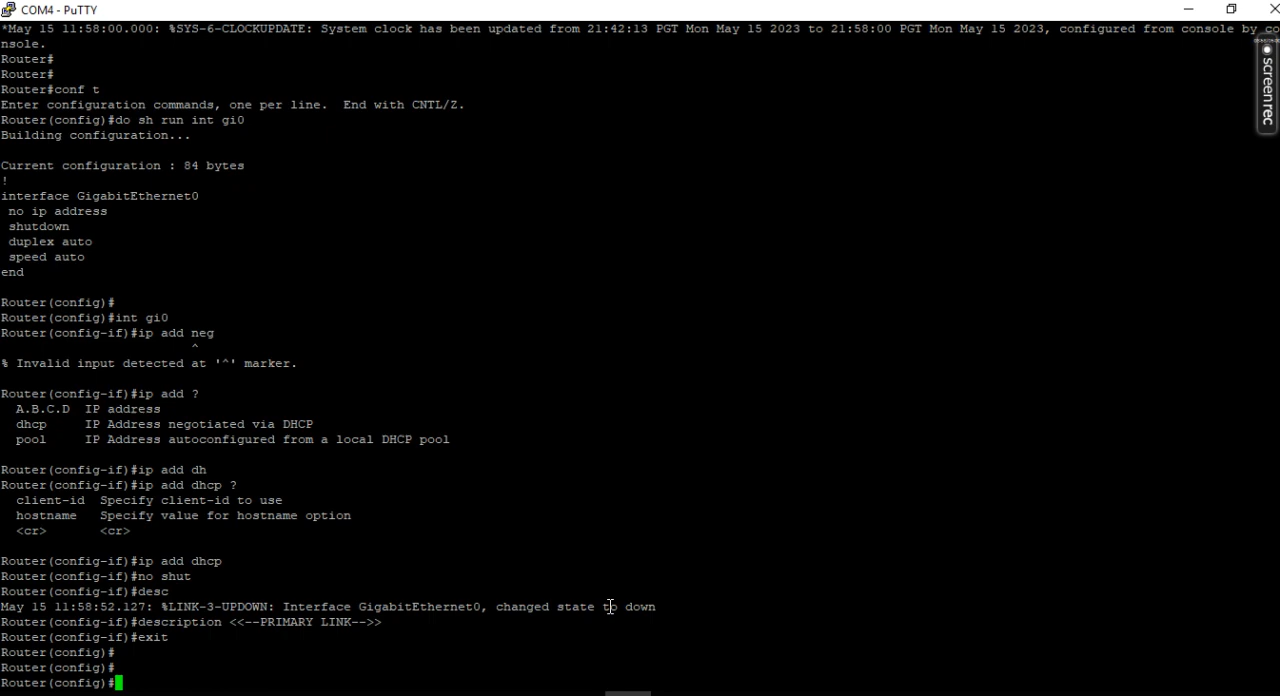 COM4 - PuTTY
*May 15 11:58:00.000: %SYS-6-CLOCKUPDATE: System clock has been updated from 21:42:13 PGT Mon May 15 2023 to 21:58:00 PGT Mon May 15 2023, configured from console by co
nsole.
Router#
Router#
Router#conf t
Enter configuration commands, one per line.  End with CNTL/Z.
Router(config)#do sh run int gi0
Building configuration...
Current configuration : 84 bytes
!
interface GigabitEthernet0
 no ip address
 shutdown
 duplex auto
 speed auto
end
Router(config)#
Router(config)#int gi0
Router(config-if)#ip add neg
                          ^
% Invalid input detected at '^' marker.
Router(config-if)#ip add ?
  A.B.C.D  IP address
  dhcp     IP Address negotiated via DHCP
  pool     IP Address autoconfigured from a local DHCP pool
Router(config-if)#ip add dh
Router(config-if)#ip add dhcp ?
  client-id  Specify client-id to use
  hostname   Specify value for hostname option
  <cr>       <cr>
Router(config-if)#ip add dhcp
Router(config-if)#no shut
Router(config-if)#desc
May 15 11:58:52.127: %LINK-3-UPDOWN: Interface GigabitEthernet0, changed state to down
Router(config-if)#description <<--PRIMARY LINK-->>
Router(config-if)#exit
Router(config)#
Router(config)#
Router(config)#
screenrec